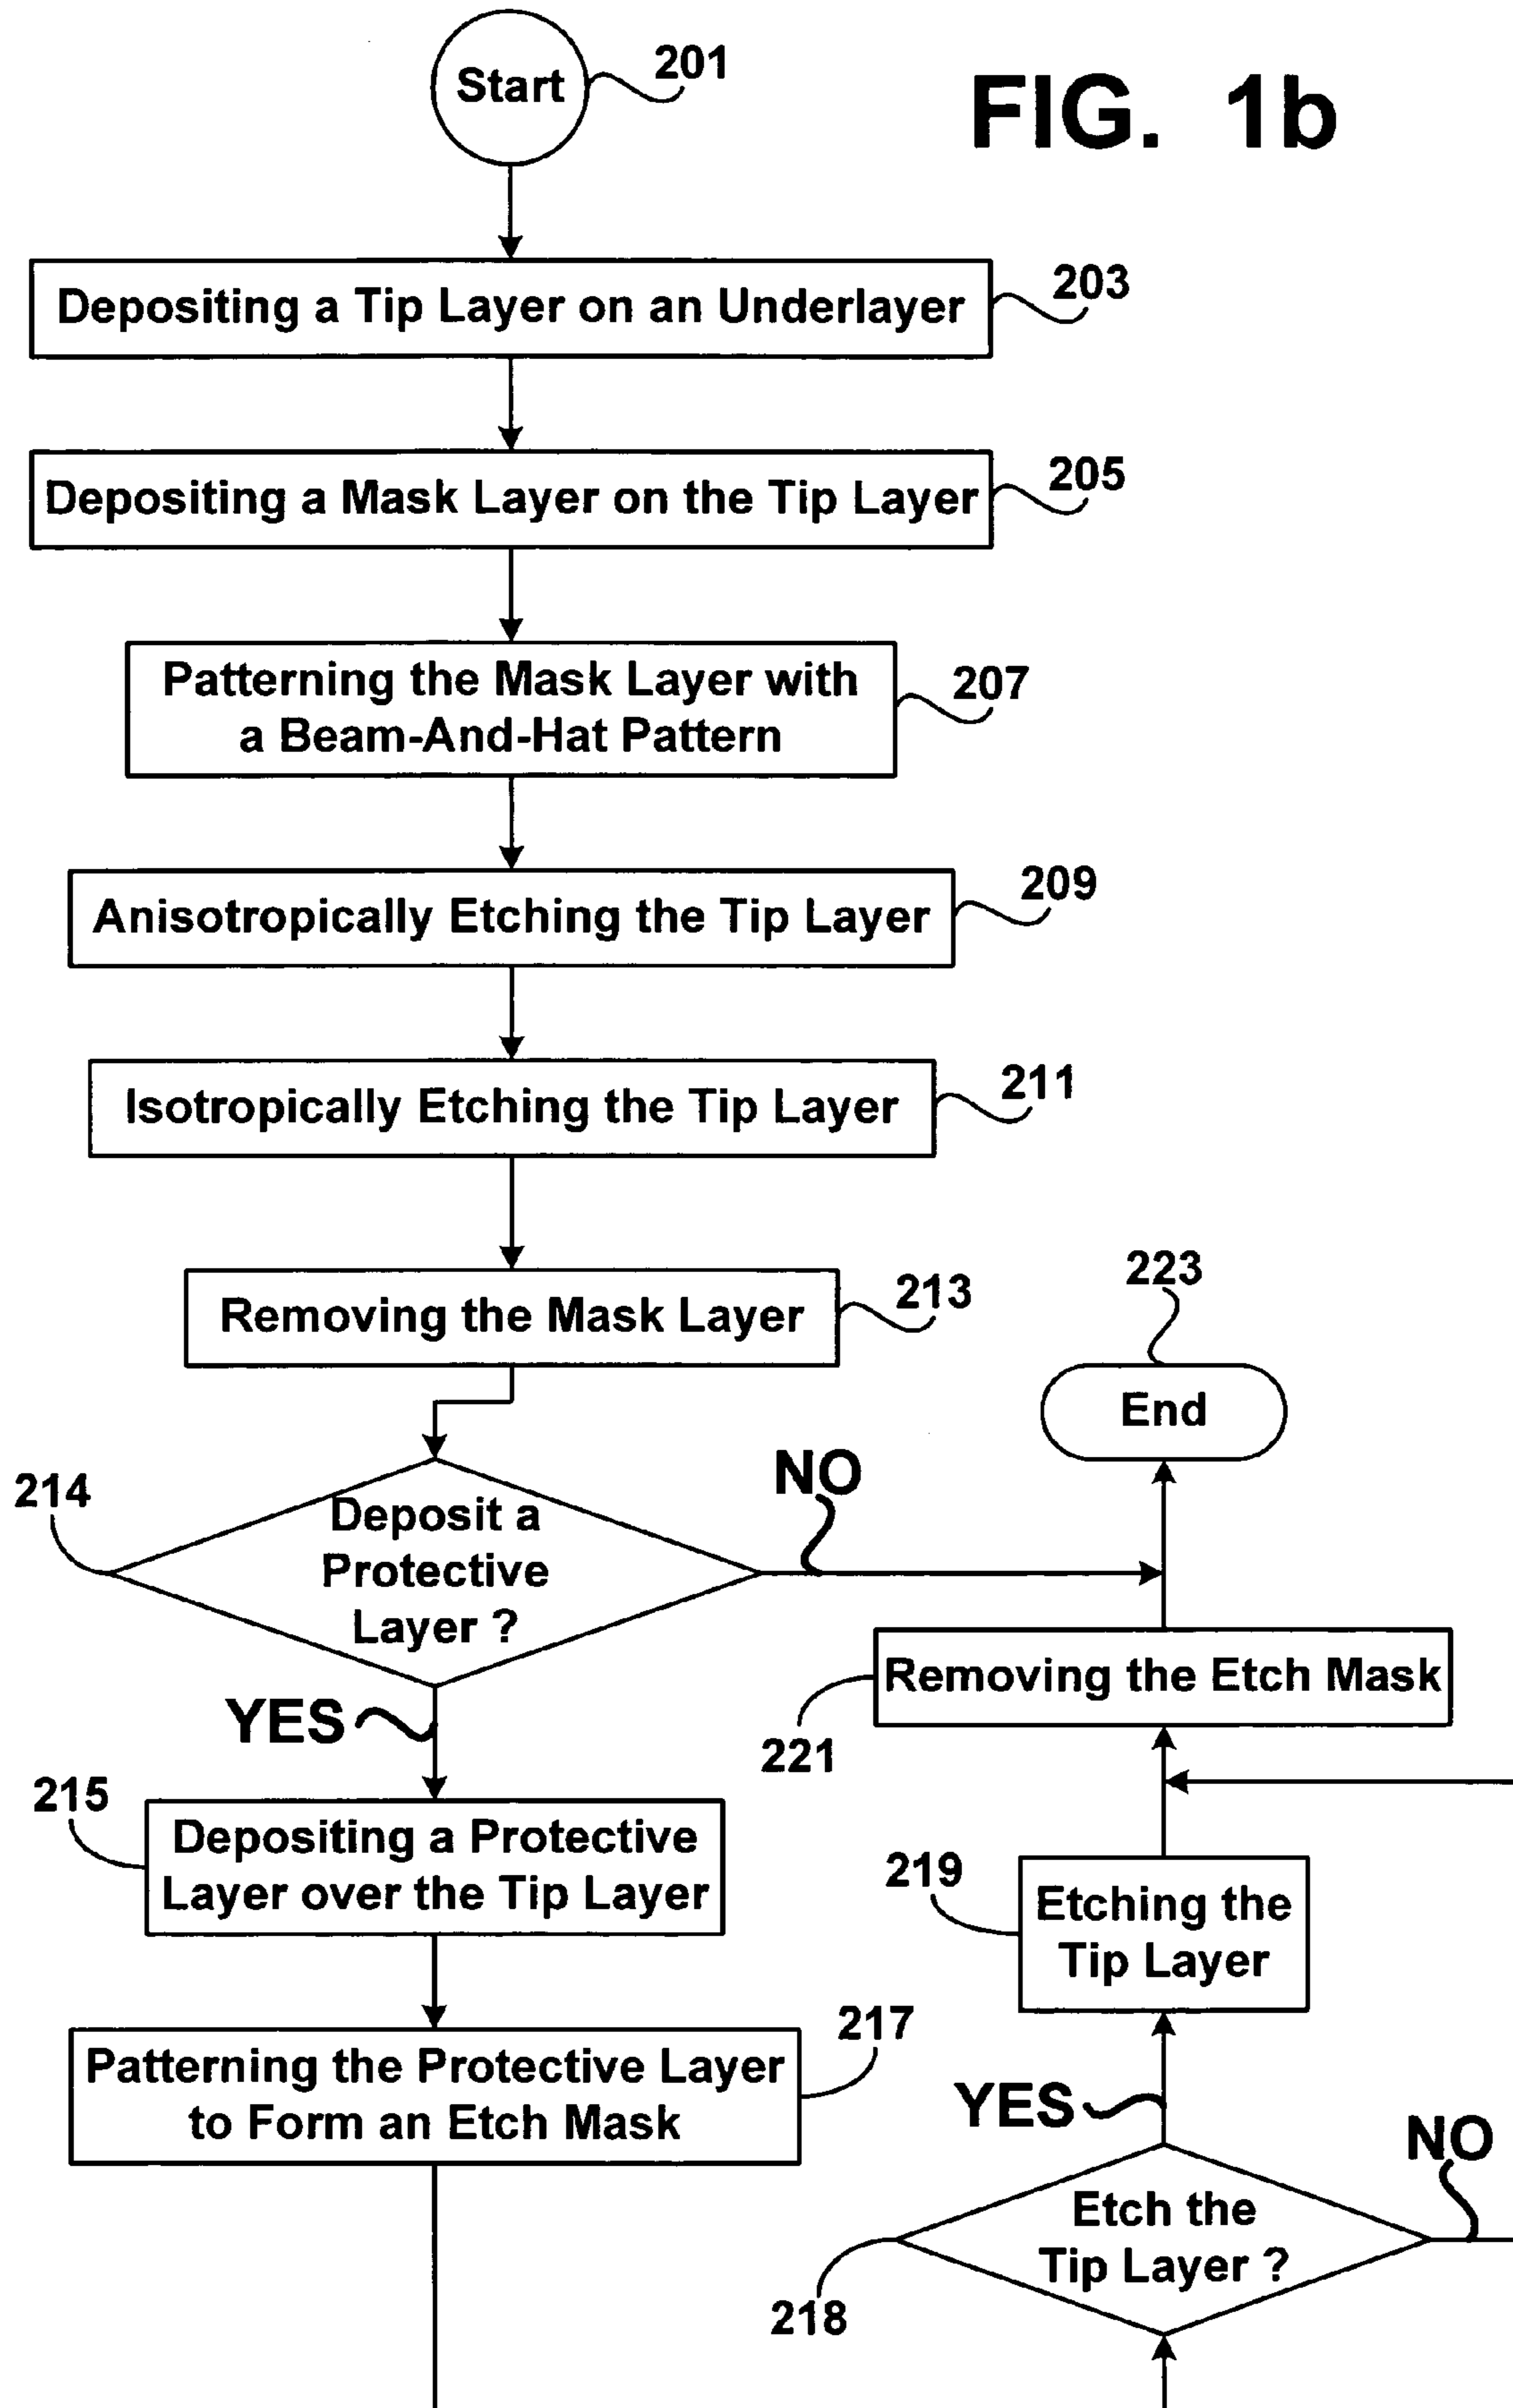 Start
201
FIG. 1b
Depositing a Tip Layer on an Underlayer
203
Depositing a Mask Layer on the Tip Layer
205
Patterning the Mask Layer with
a Beam-And-Hat Pattern
207
Anisotropically Etching the Tip Layer
209
Isotropically Etching the Tip Layer
211
Removing the Mask Layer
213
223
End
214
Deposit a
Protective
Layer ?
NO
YES
Removing the Etch Mask
221
215
Depositing a Protective
Layer over the Tip Layer
219
Etching the
Tip Layer
217
Patterning the Protective Layer
to Form an Etch Mask
YES
NO
Etch the
Tip Layer ?
218